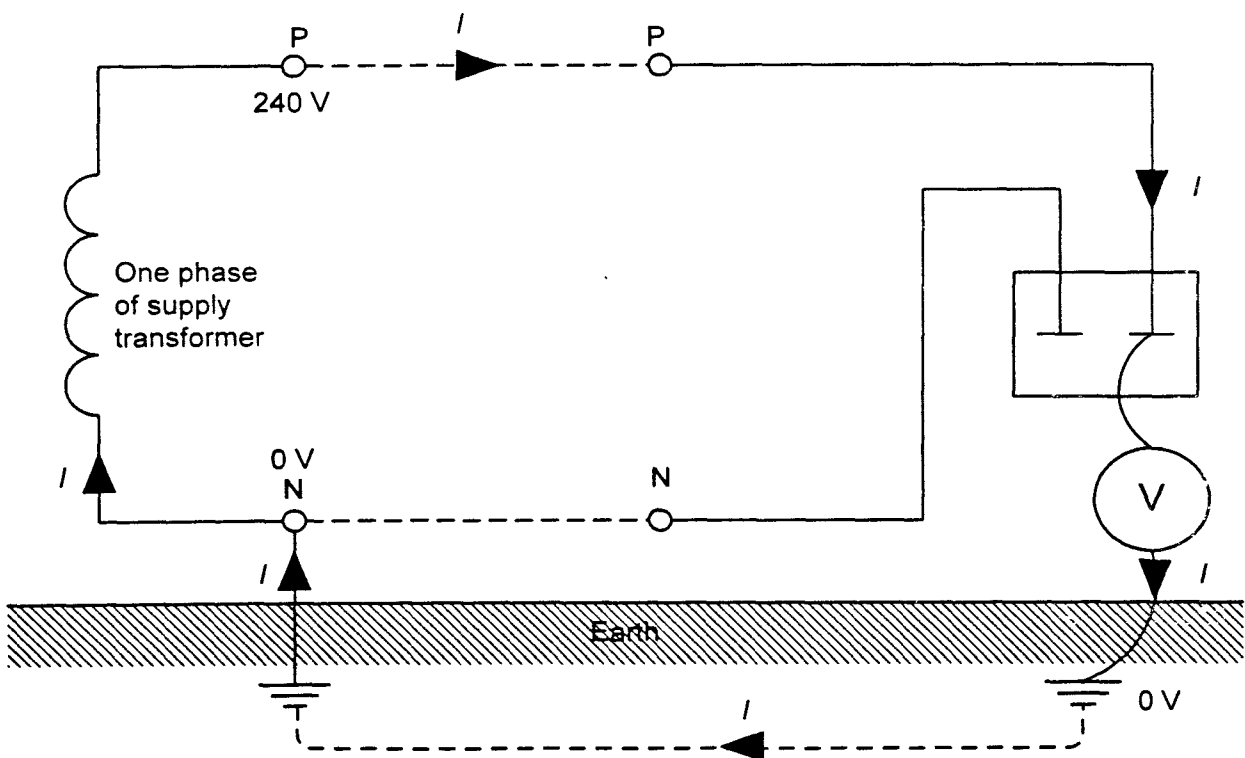 I
P
P
240 V
I
One phase
of supply
transformer
0 V
N
N
I
V
I
I
Earth
0 V
I